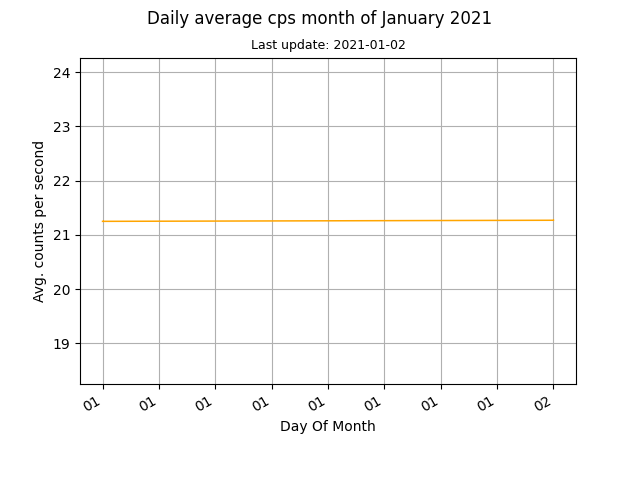 Daily average cps month of January 2021
Last update: 2021-01-02
24
23
22
21
20
19
Avg. counts per second
01 01 01 01 01 01 01 01 02
Day Of Month